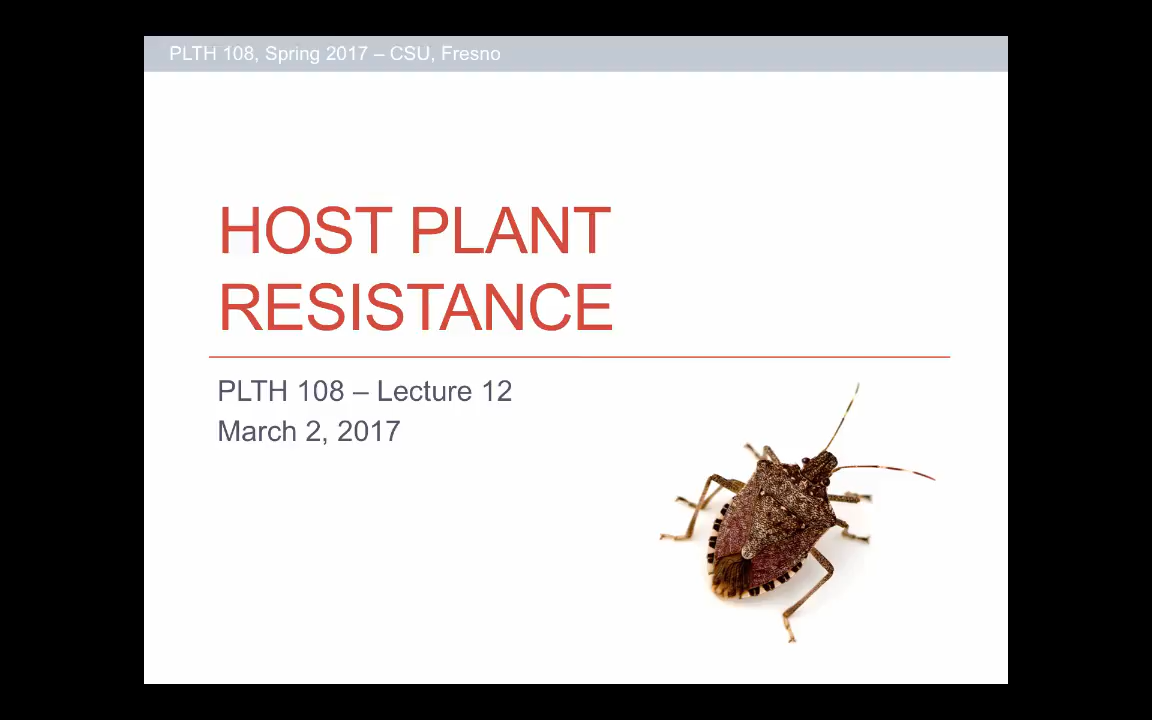 PLTH 108, Spring 2017 – CSU, Fresno
HOST PLANT
RESISTANCE
PLTH 108 – Lecture 12
March 2, 2017